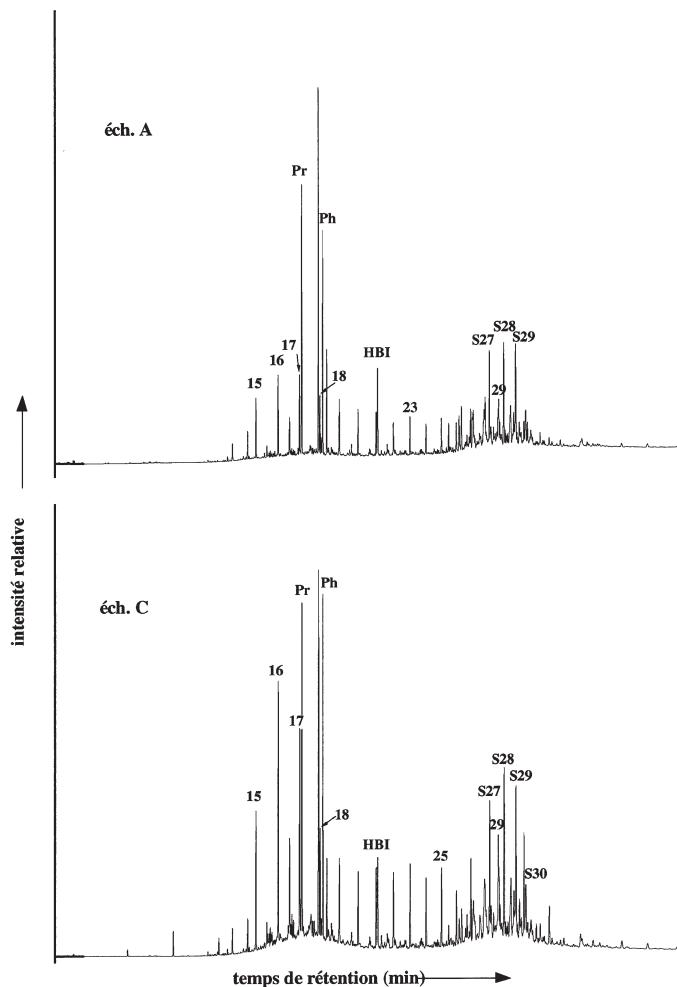 éch. A
Pr
Ph
17
16
15
18
HBI
23
S28
S27
S29
29
éch. C
Pr
Ph
16
17
15
18
HBI
25
S28
S29
S27
29
S30
intensité relative
temps de rétention (min)